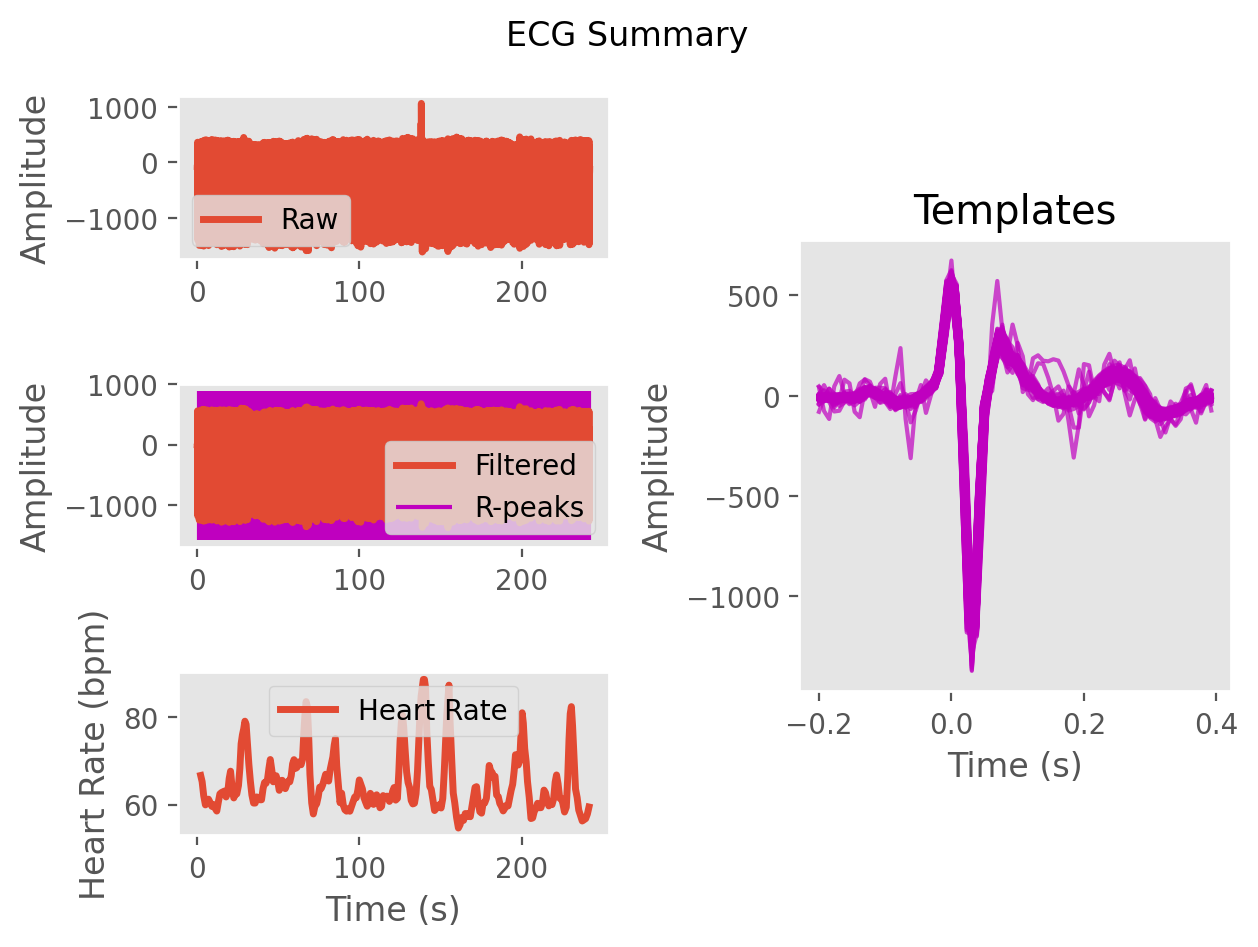 ECG Summary
Amplitude
1000
0
−1000
Raw
0 100 200
Amplitude
1000
0
−1000
Filtered
R-peaks
0 100 200
Heart Rate (bpm)
80
60
Heart Rate
0 100 200
Time (s)
Templates
Amplitude
500
0
−500
−1000
−0.2 0.0 0.2 0.4
Time (s)